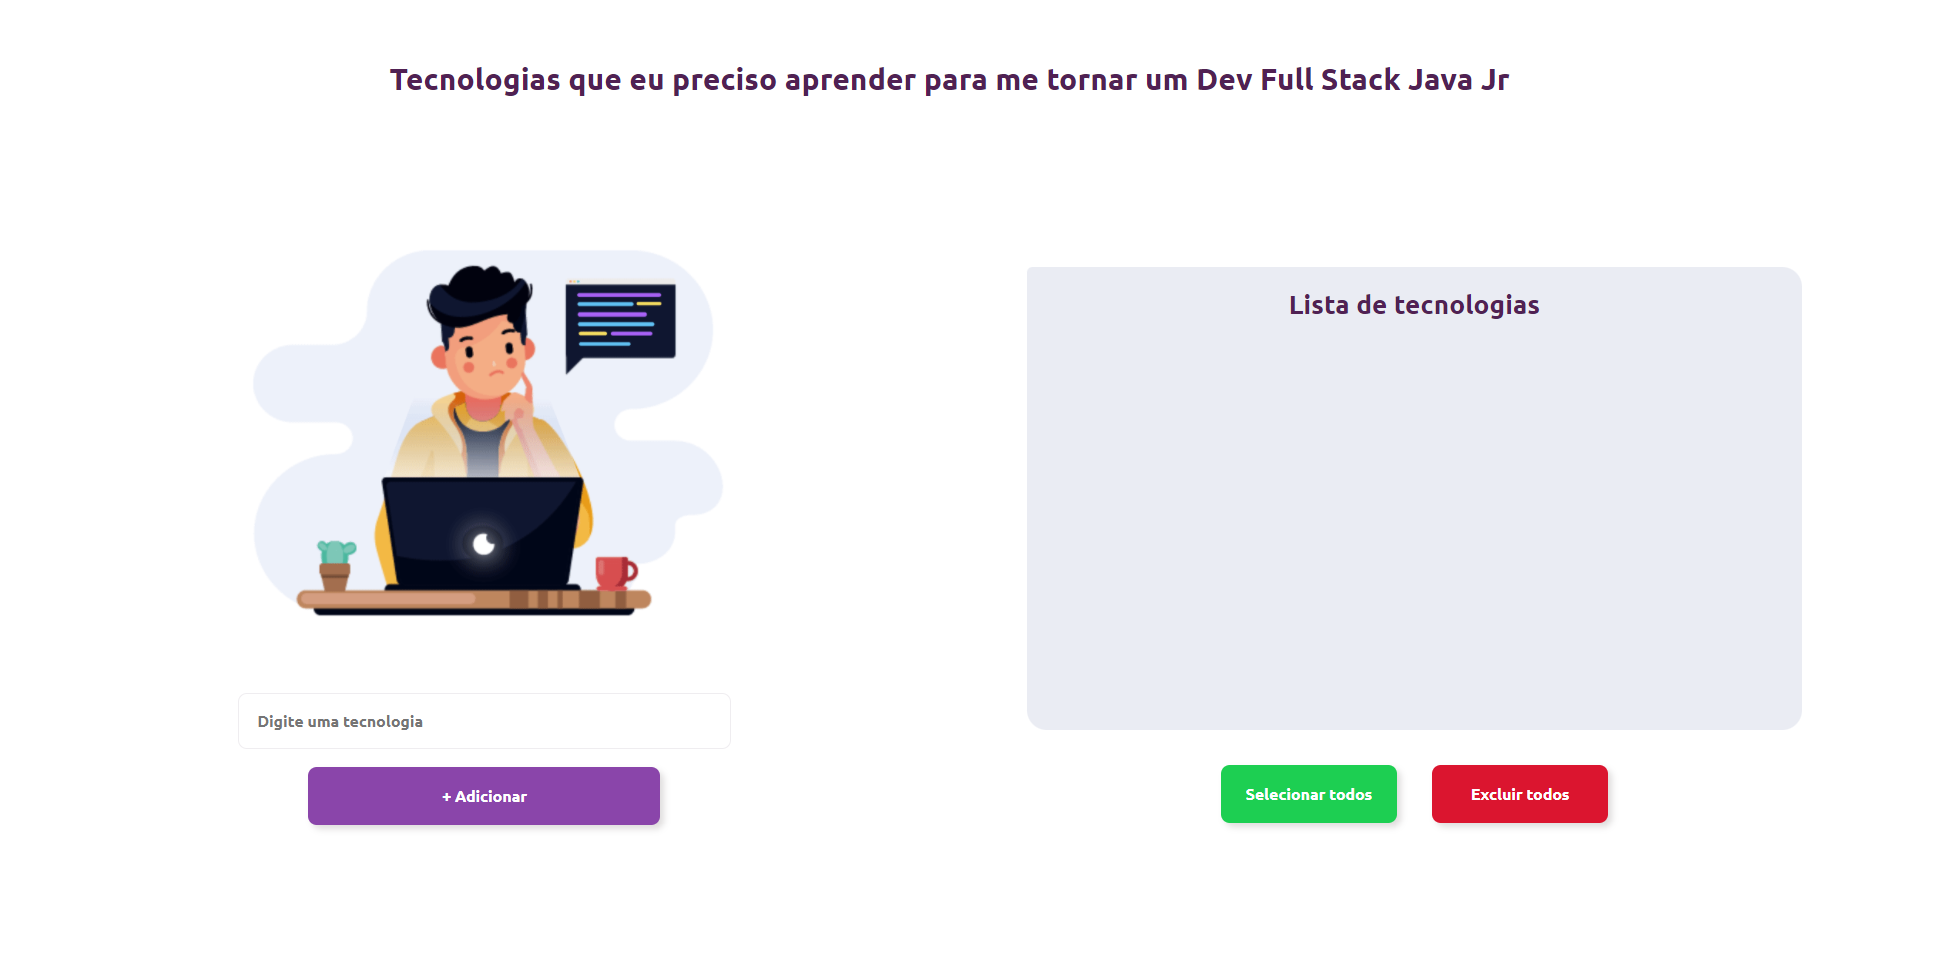 Tecnologias que eu preciso aprender para me tornar um Dev Full Stack Java Jr
Lista de tecnologias
Digite uma tecnologia
+ Adicionar
Selecionar todos
Excluir todos